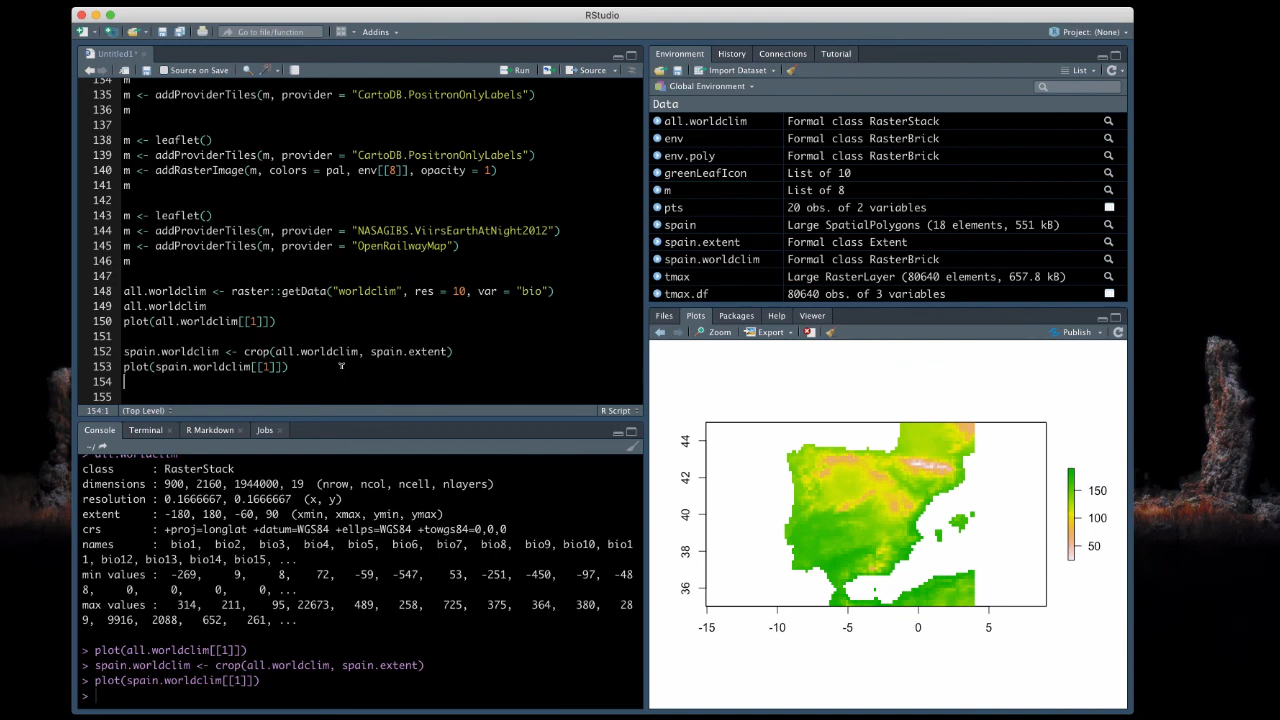 RStudio
Go to file/function
Addins
Project: (None)
Untitled1*
Source on Save
Run
Source
134 m
135 m <- addProviderTiles(m, provider = "CartoDB.PositronOnlyLabels")
136 m
137
138 m <- leaflet()
139 m <- addProviderTiles(m, provider = "CartoDB.PositronOnlyLabels")
140 m <- addRasterImage(m, colors = pal, env[[8]], opacity = 1)
141 m
142
143 m <- leaflet()
144 m <- addProviderTiles(m, provider = "NASAGIBS.ViirsEarthAtNight2012")
145 m <- addProviderTiles(m, provider = "OpenRailwayMap")
146 m
147
148 all.worldclim <- raster::getData("worldclim", res = 10, var = "bio")
149 all.worldclim
150 plot(all.worldclim[[1]])
151
152 spain.worldclim <- crop(all.worldclim, spain.extent)
153 plot(spain.worldclim[[1]])
154
155
154:1 (Top Level) R Script
Console Terminal R Markdown Jobs
~/
> all.worldclim
class : RasterStack
dimensions : 900, 2160, 1944000, 19 (nrow, ncol, ncell, nlayers)
resolution : 0.1666667, 0.1666667 (x, y)
extent : -180, 180, -60, 90 (xmin, xmax, ymin, ymax)
crs : +proj=longlat +datum=WGS84 +ellps=WGS84 +towgs84=0,0,0
names : bio1, bio2, bio3, bio4, bio5, bio6, bio7, bio8, bio9, bio10, bio1
1, bio12, bio13, bio14, bio15, ...
min values : -269, 9, 8, 72, -59, -547, 53, -251, -450, -97, -48
8, 0, 0, 0, 0, ...
max values : 314, 211, 95, 22673, 489, 258, 725, 375, 364, 380, 28
9, 9916, 2088, 652, 261, ...
> plot(all.worldclim[[1]])
> spain.worldclim <- crop(all.worldclim, spain.extent)
> plot(spain.worldclim[[1]])
>
Environment History Connections Tutorial
Import Dataset List
Global Environment
Data
all.worldclim Formal class RasterStack
env Formal class RasterBrick
env.poly Formal class RasterBrick
greenLeafIcon List of 10
m List of 8
pts 20 obs. of 2 variables
spain Large SpatialPolygons (18 elements, 551 kB)
spain.extent Formal class Extent
spain.worldclim Formal class RasterBrick
tmax Large RasterLayer (80640 elements, 657.8 kB)
tmax.df 80640 obs. of 3 variables
Files Plots Packages Help Viewer
Zoom Export Publish
44
42
40
38
36
-15 -10 -5 0 5
150
100
50